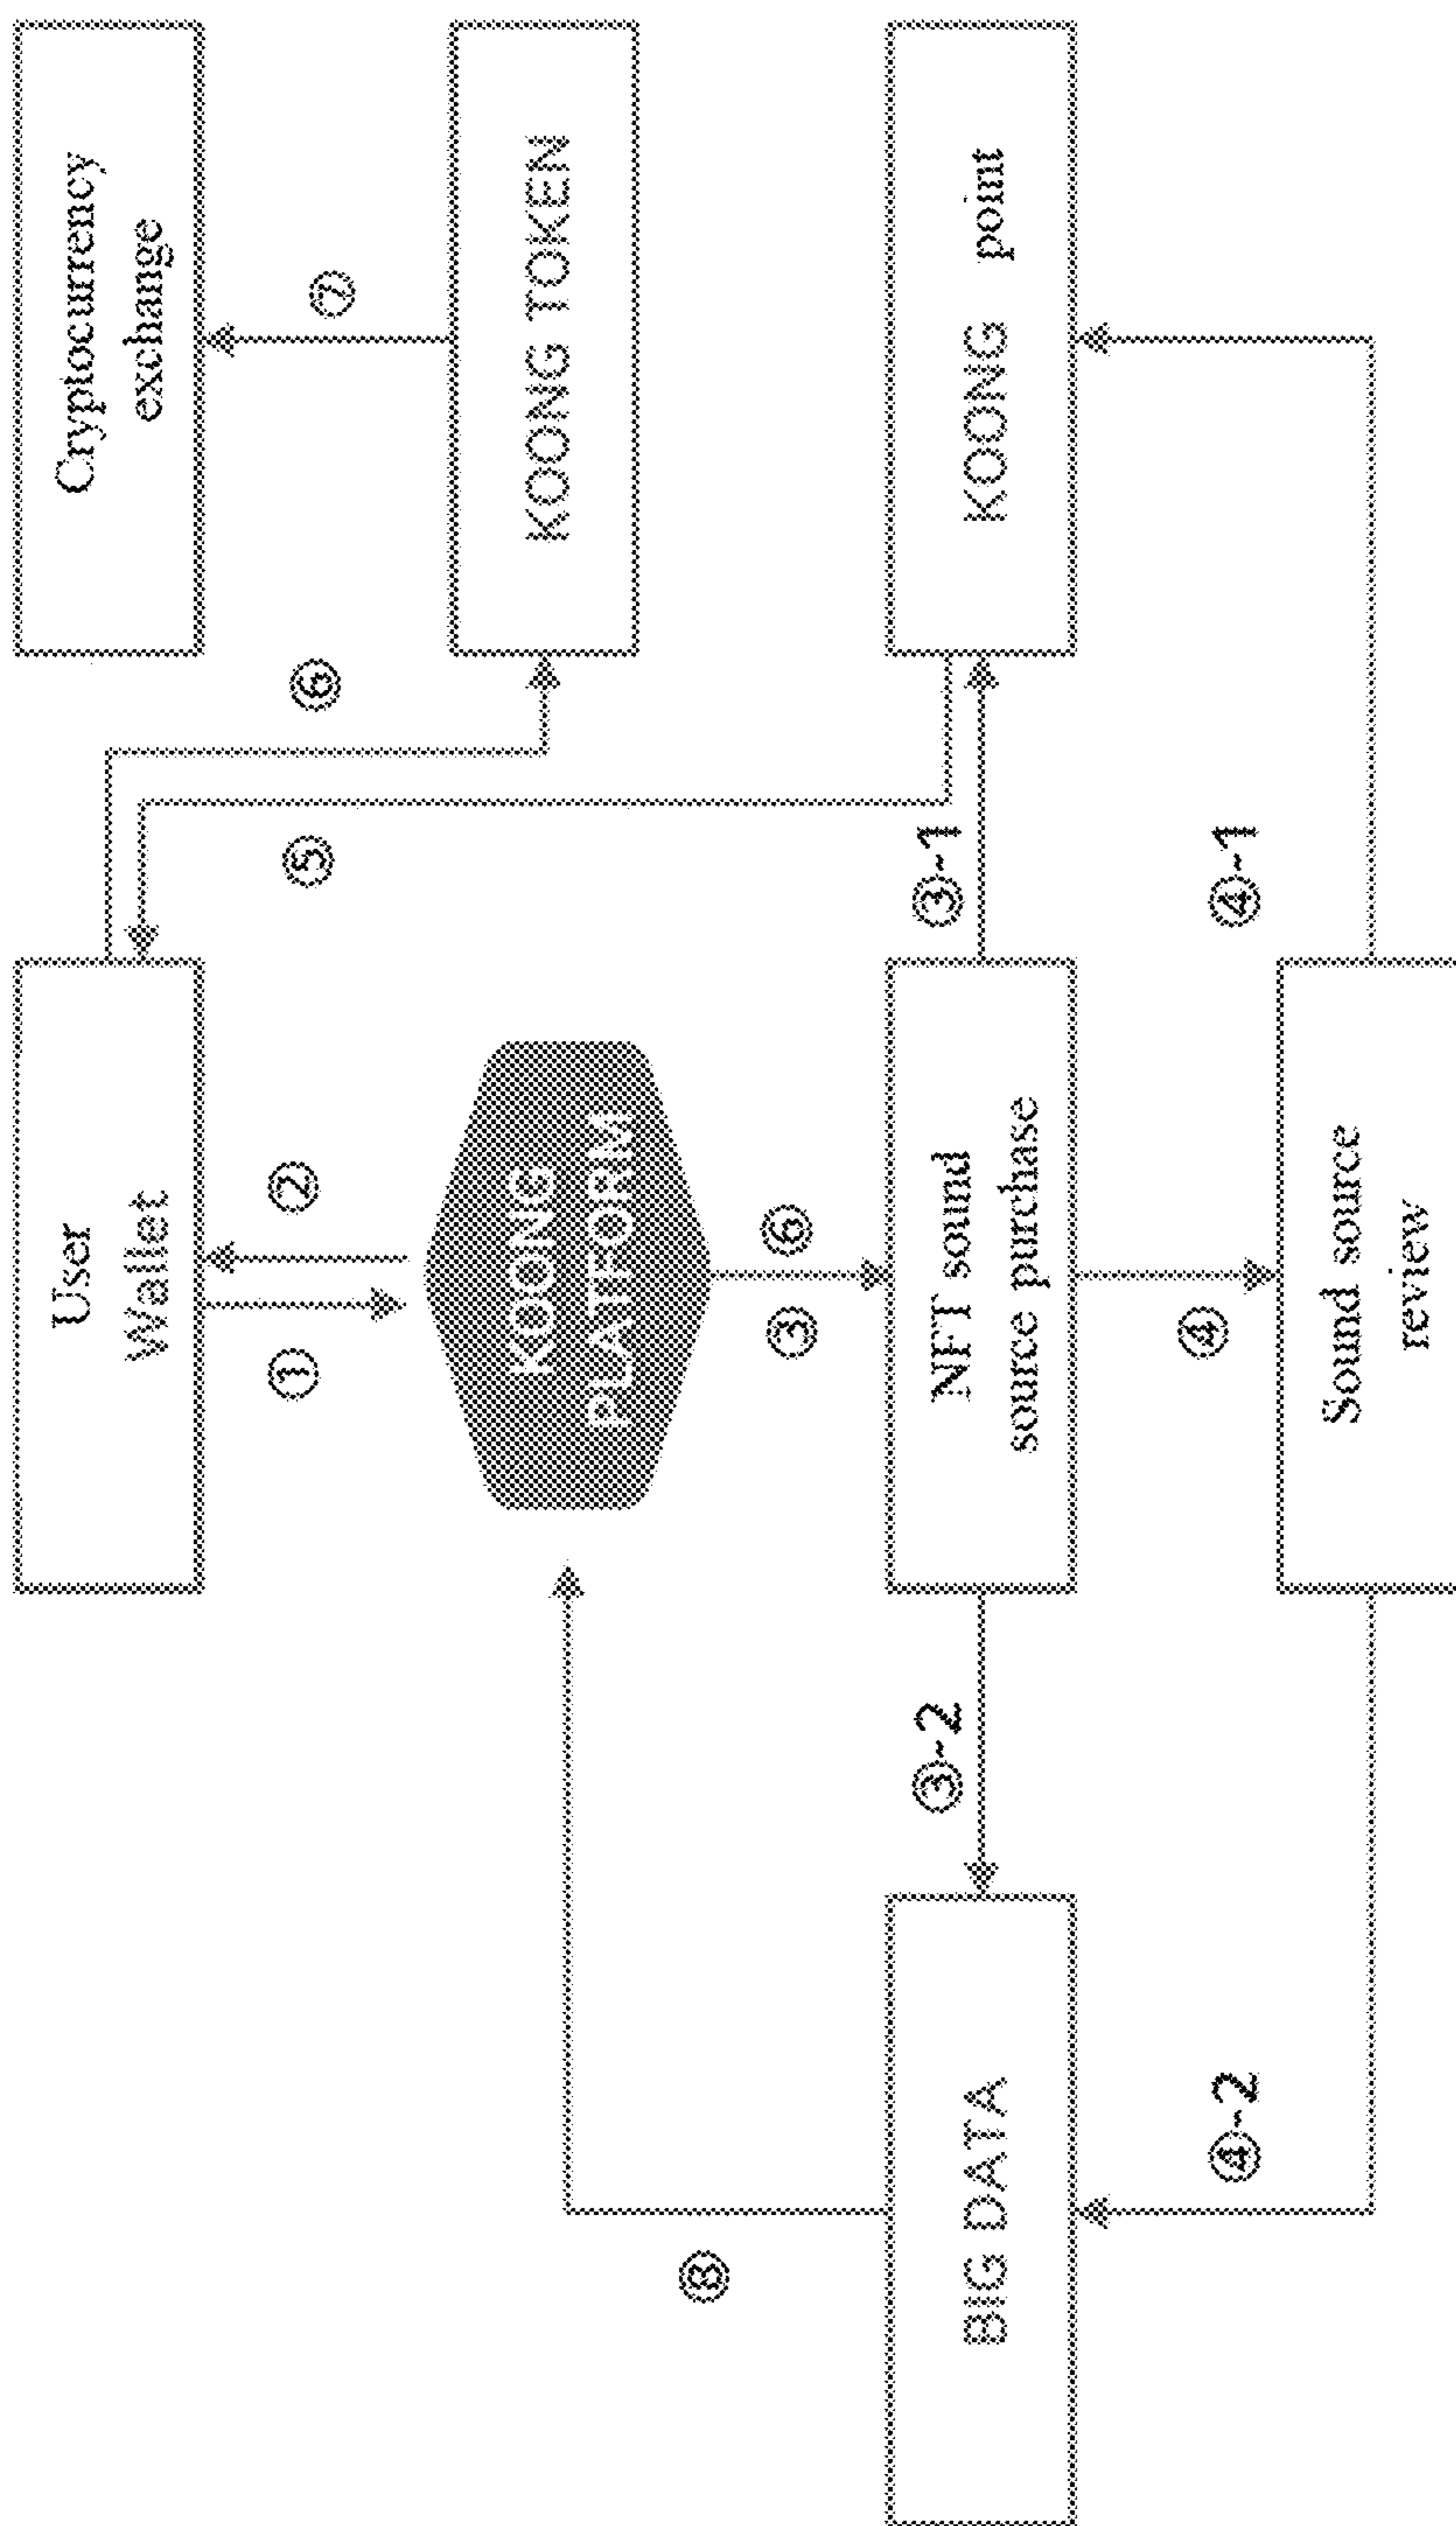 User
Wallet
Cryptocurrency
exchange
①
②
⑤
⑥
⑦
KOONG
PLATFORM
KOONG TOKEN
⑧
③
⑥
③-2
③-1
BIG DATA
NFT sound
source purchase
KOONG point
④
④-2
④-1
Sound source
review